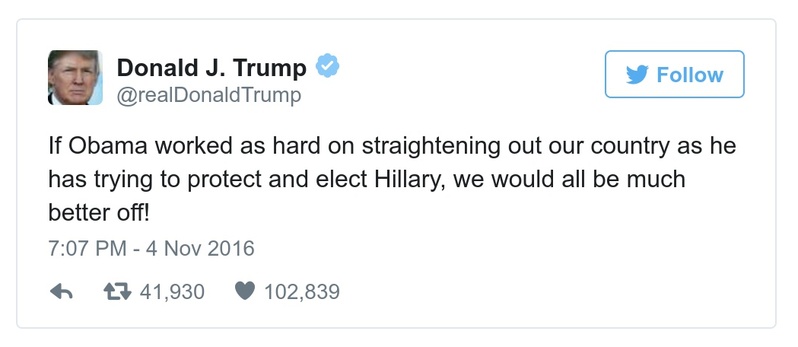 Donald J. Trump
@realDonaldTrump
Follow
If Obama worked as hard on straightening out our country as he
has trying to protect and elect Hillary, we would all be much
better off!
7:07 PM - 4 Nov 2016
41,930 102,839